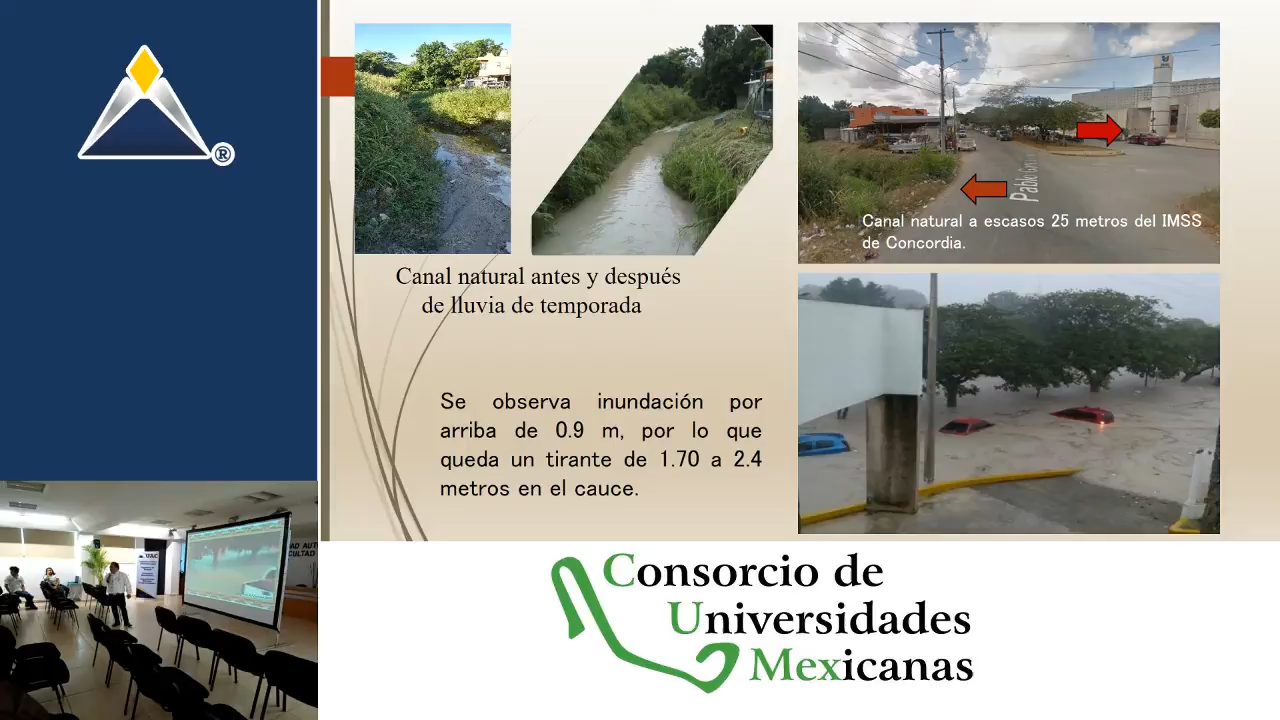 ®
Canal natural antes y después
de lluvia de temporada
Se observa inundación por
arriba de 0.9 m, por lo que
queda un tirante de 1.70 a 2.4
metros en el cauce.
Canal natural a escasos 25 metros del IMSS
de Concordia.
UAC
Consorcio de
Universidades
Mexicanas